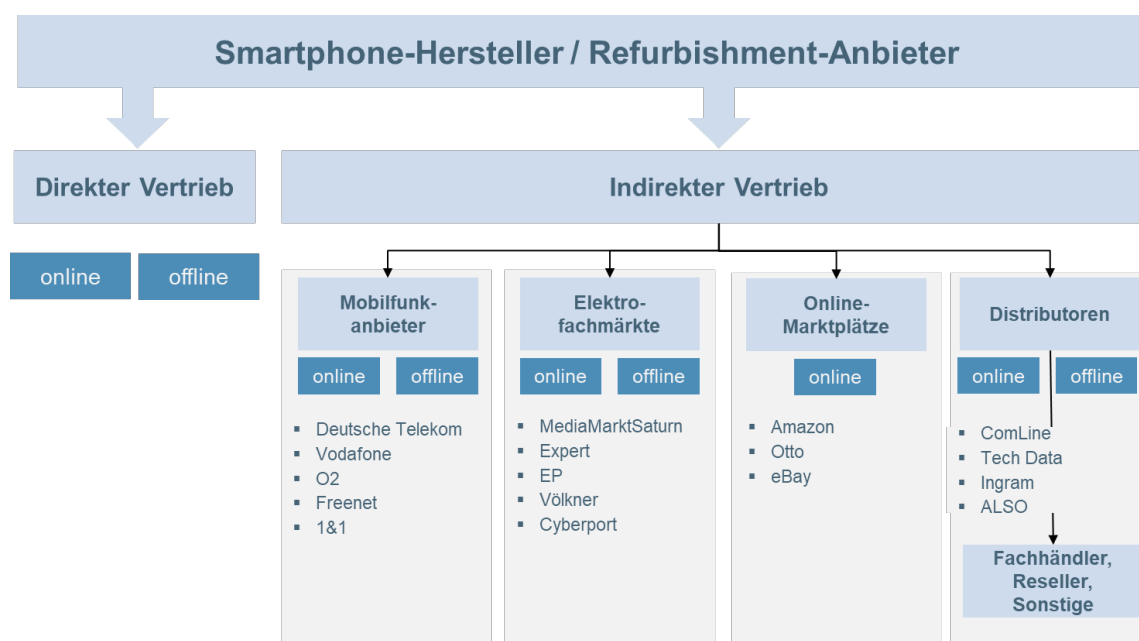 Smartphone-Hersteller / Refurbishment-Anbieter
Direkter Vertrieb
online
offline
Indirekter Vertrieb
Mobilfunk-
anbieter
online
offline
Deutsche Telekom
Vodafone
O2
Freenet
1&1
Elektro-
fachmärkte
online
offline
MediaMarktSaturn
Expert
EP
Völkner
Cyberport
Online-
Marktplätze
online
Amazon
Otto
eBay
Distributoren
online
offline
ComLine
Tech Data
Ingram
ALSO
Fachhändler,
Reseller,
Sonstige